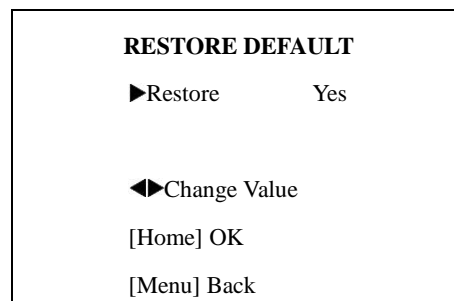 RESTORE DEFAULT
▶Restore Yes
◀▶Change Value
[Home] OK
[Menu] Back